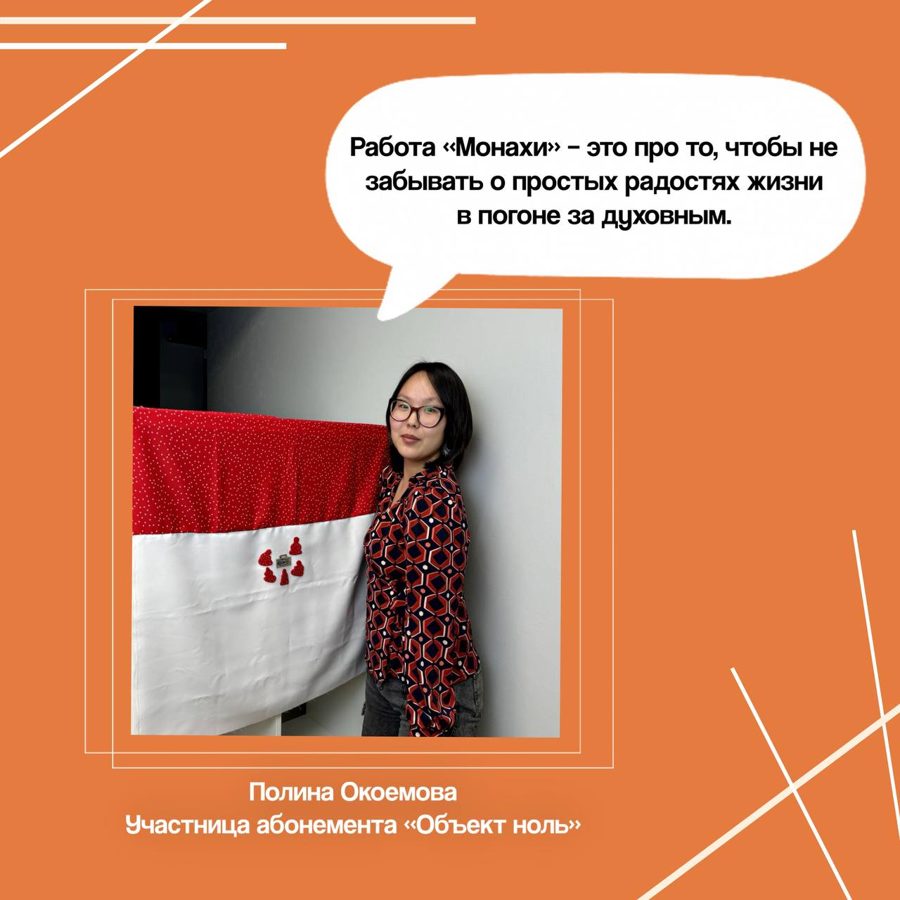 Работа «Монахи» – это про то, чтобы не
забывать о простых радостях жизни
в погоне за духовным.
Полина Окоемова
Участница абонемента «Объект ноль»